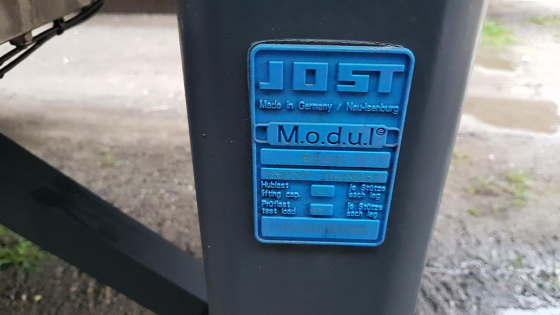 JOST
Made in Germany / Neu-Isenburg
M.o.d.u.l®
Hublast je Stütze
lifting cap. each leg
Prüflast je Stütze
test load each leg